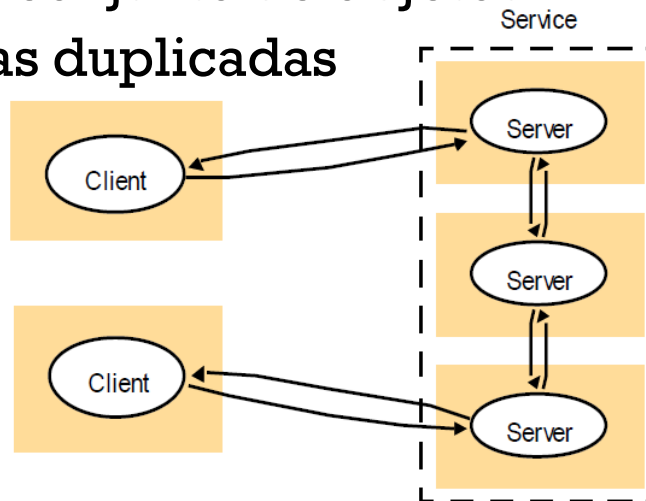 Service
as duplicadas
Server
Client
Server
Client
Server